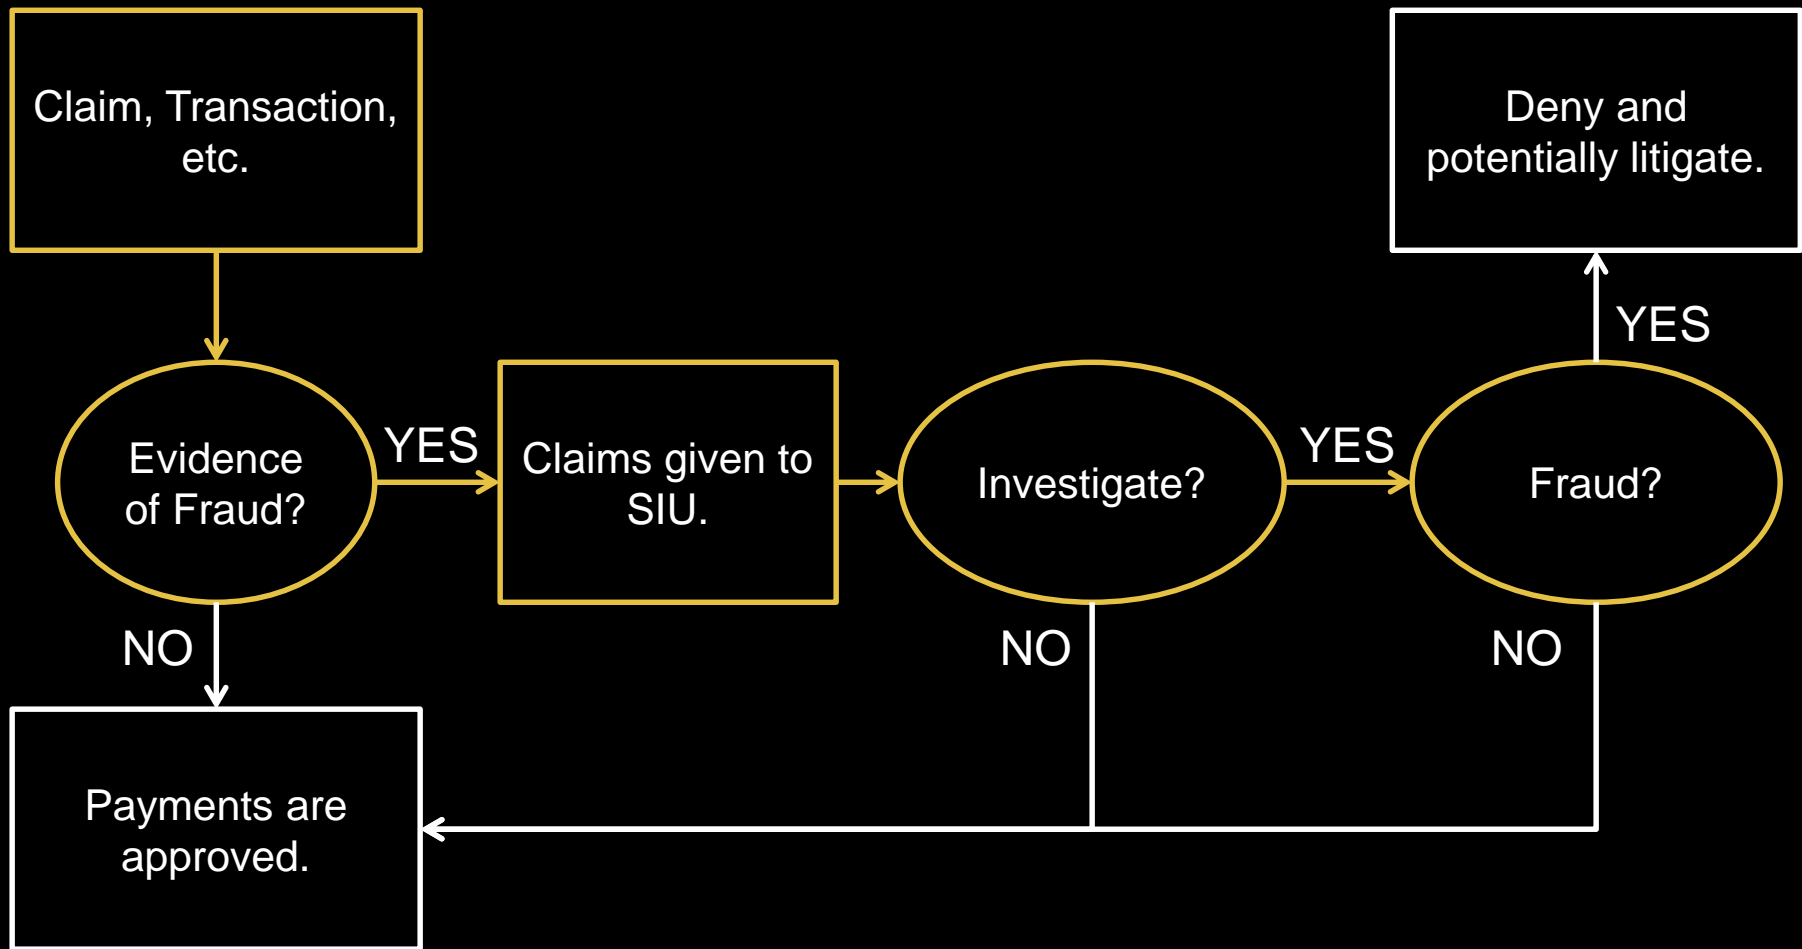 Claim, Transaction,
etc.
Deny and
potentially litigate.
YES
Evidence
of Fraud?
YES
Claims given to
SIU.
Investigate?
YES
Fraud?
NO
NO
NO
Payments are
approved.